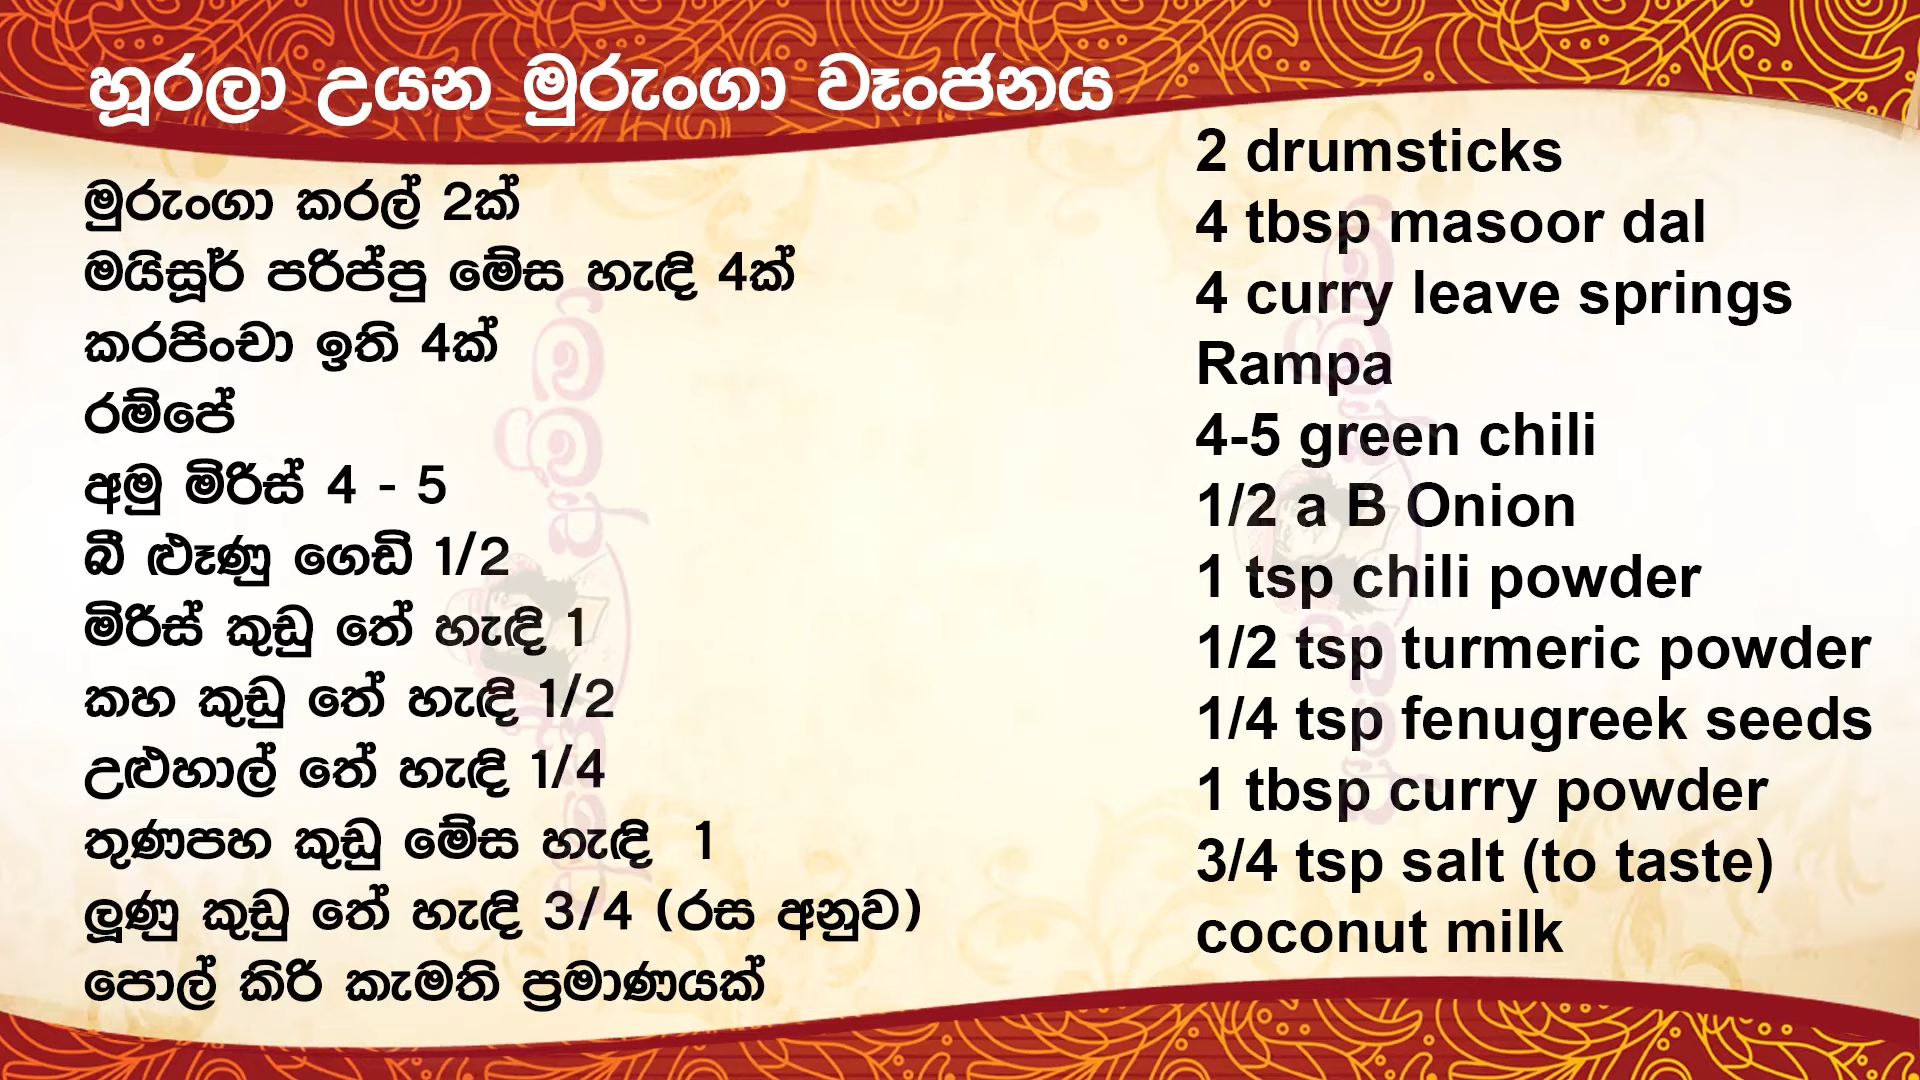 හූරලා උයන මුරුංගා වෑංජනය
මුරුංගා කරල් 2ක්
මයිසූර් පරිප්පු මේස හැඳි 4ක්
කරපිංචා ඉති 4ක්
රම්පේ
අමු මිරිස් 4 - 5
බී ළූණු ගෙඩි 1/2
මිරිස් කුඩු තේ හැඳි 1
කහ කුඩු තේ හැඳි 1/2
උළුහාල් තේ හැඳි 1/4
තුණපහ කුඩු මේස හැඳි 1
ලූණු කුඩු තේ හැඳි 3/4 (රස අනුව)
පොල් කිරි කැමති ප්‍රමාණයක්
2 drumsticks
4 tbsp masoor dal
4 curry leave springs
Rampa
4-5 green chili
1/2 a B Onion
1 tsp chili powder
1/2 tsp turmeric powder
1/4 tsp fenugreek seeds
1 tbsp curry powder
3/4 tsp salt (to taste)
coconut milk